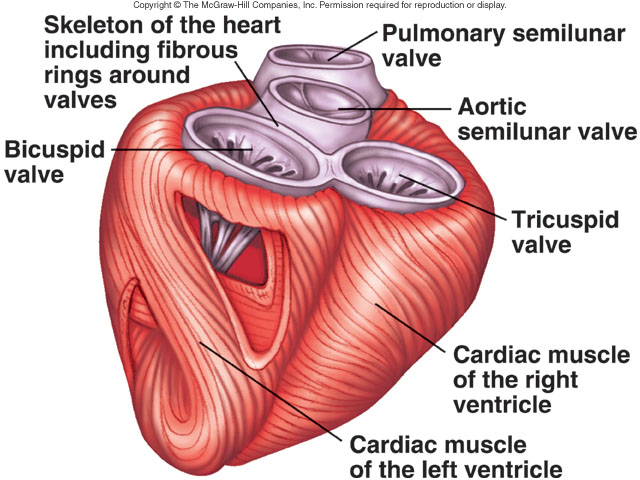 Copyright © The McGraw-Hill Companies, Inc. Permission required for reproduction or display.
Skeleton of the heart
including fibrous
rings around
valves
Pulmonary semilunar
valve
Aortic
semilunar valve
Bicuspid
valve
Tricuspid
valve
Cardiac muscle
of the right
ventricle
Cardiac muscle
of the left ventricle